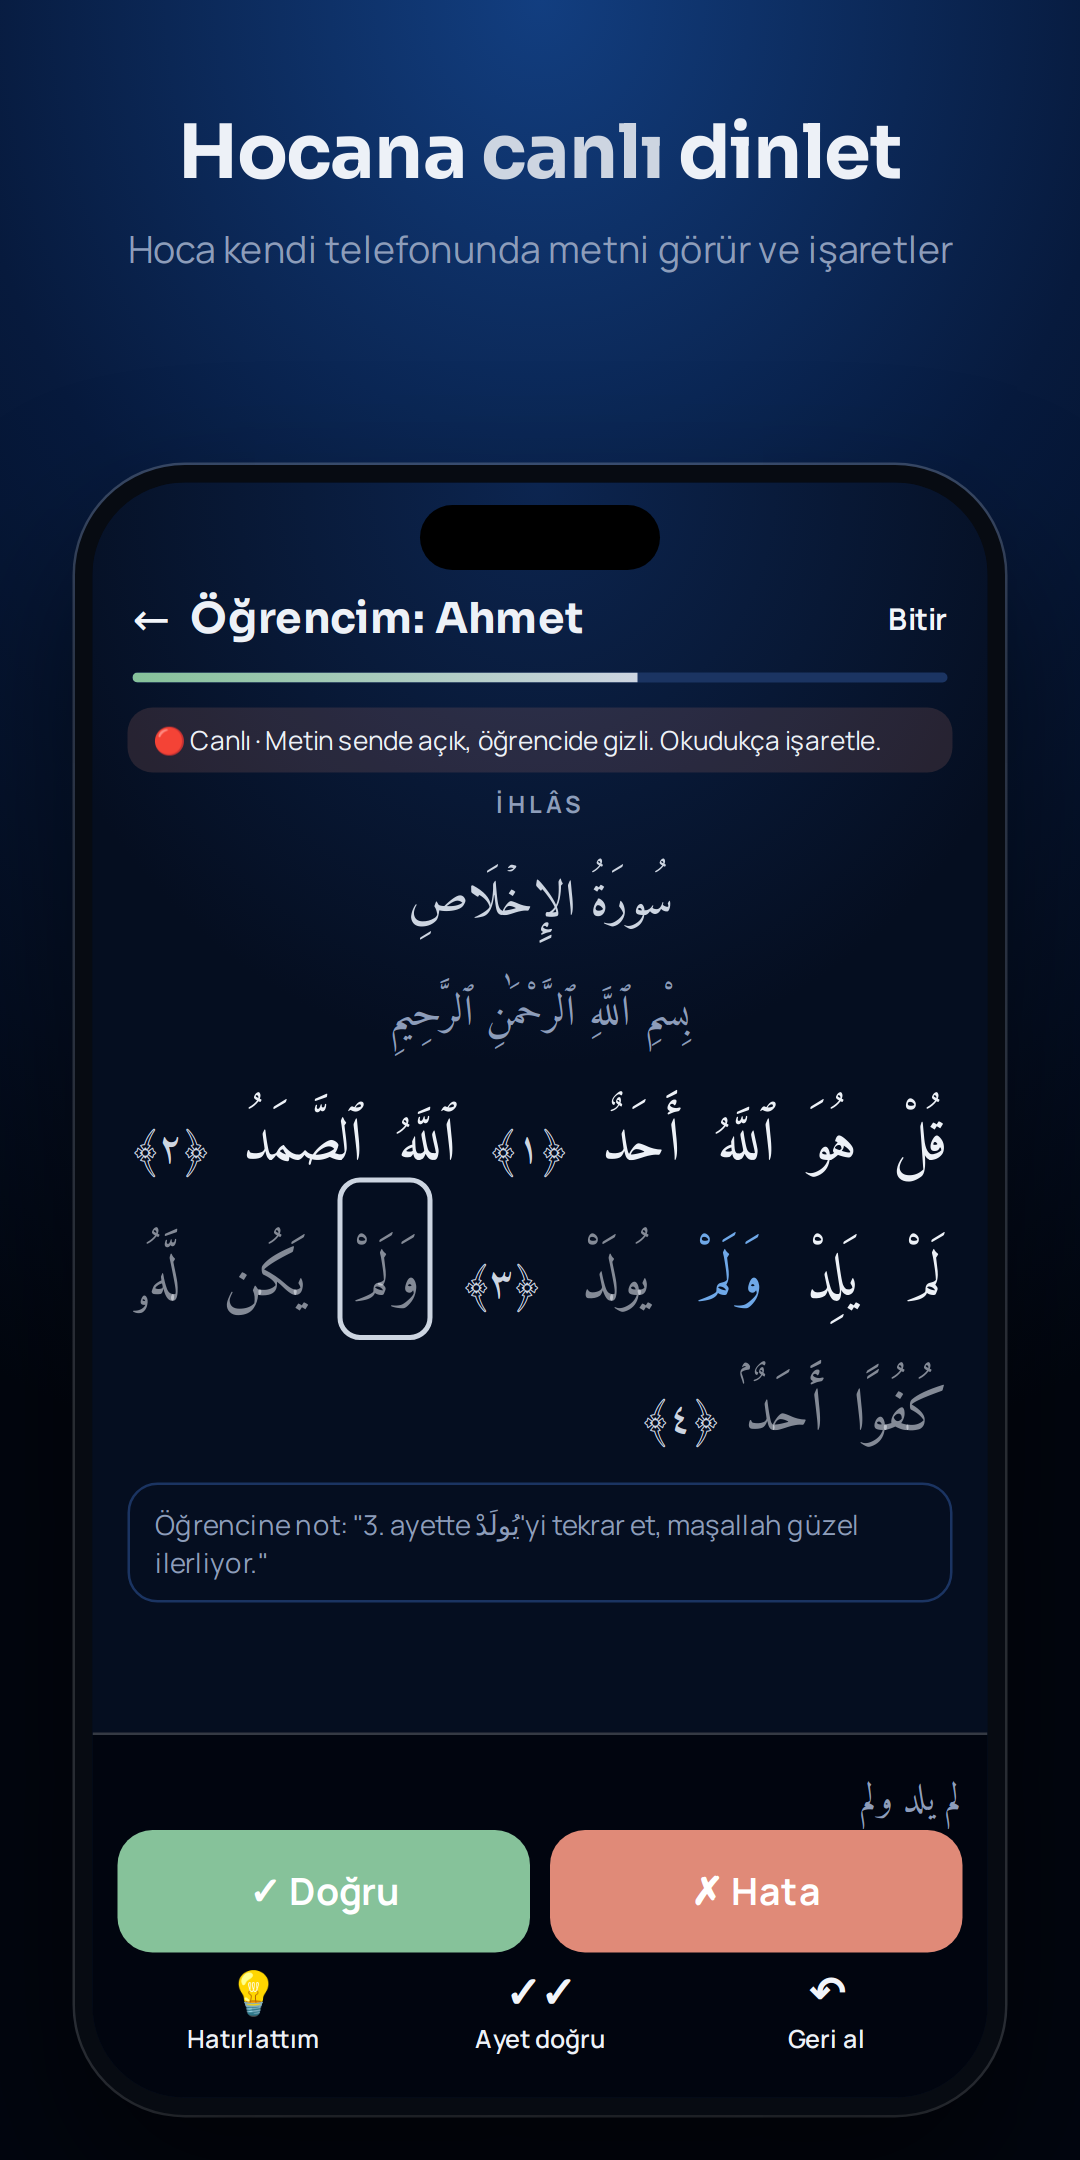 Hocana canlı dinlet
Hoca kendi telefonunda metni görür ve işaretler
← Öğrencim: Ahmet
Bitir
🔴 Canlı · Metin sende açık, öğrencide gizli. Okudukça işaretle.
İHLÂS
سُورَةُ الإِخْلَاصِ
بِسْمِ ٱللَّهِ ٱلرَّحْمَٰنِ ٱلرَّحِيمِ
قُلْ هُوَ ٱللَّهُ أَحَدٌ ﴿١﴾ ٱللَّهُ ٱلصَّمَدُ ﴿٢﴾
لَمْ يَلِدْ وَلَمْ يُولَدْ ﴿٣﴾ وَلَمْ يَكُن لَّهُۥ
كُفُوًا أَحَدٌۢ ﴿٤﴾
Öğrencine not: "3. ayette يُولَدْ'yi tekrar et, maşallah güzel
ilerliyor."
لم يلد ولم
✓ Doğru
✗ Hata
💡 Hatırlattım
✓✓ Ayet doğru
↶ Geri al